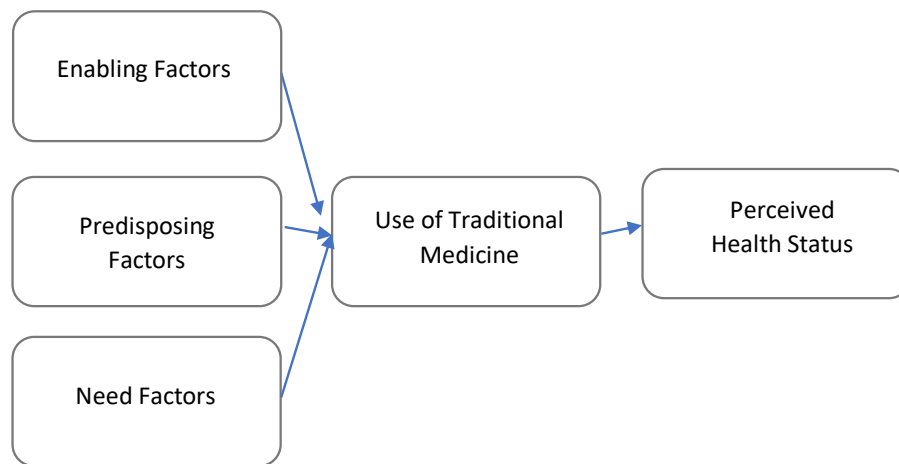 Enabling Factors
Predisposing
Factors
Need Factors
Use of Traditional
Medicine
Perceived
Health Status